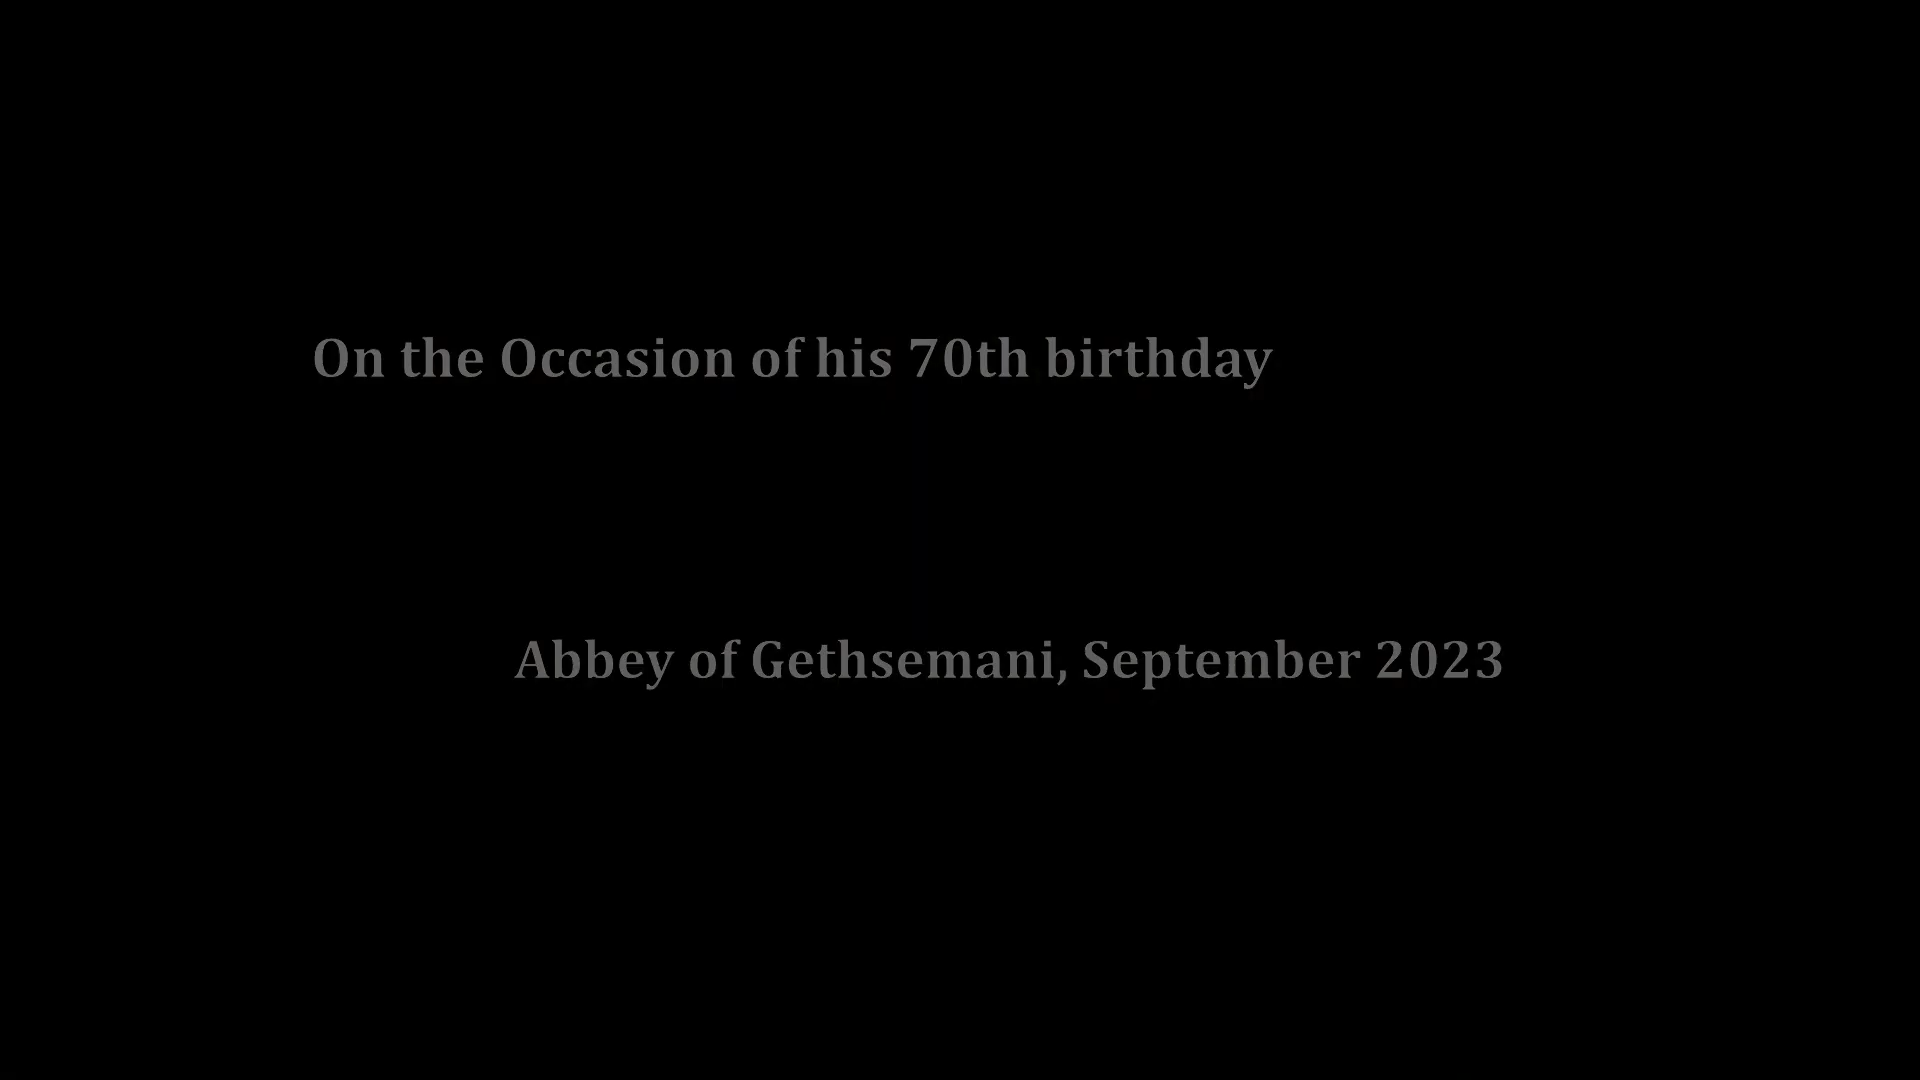 On the Occasion of his 70th birthday
Abbey of Gethsemani, September 2023